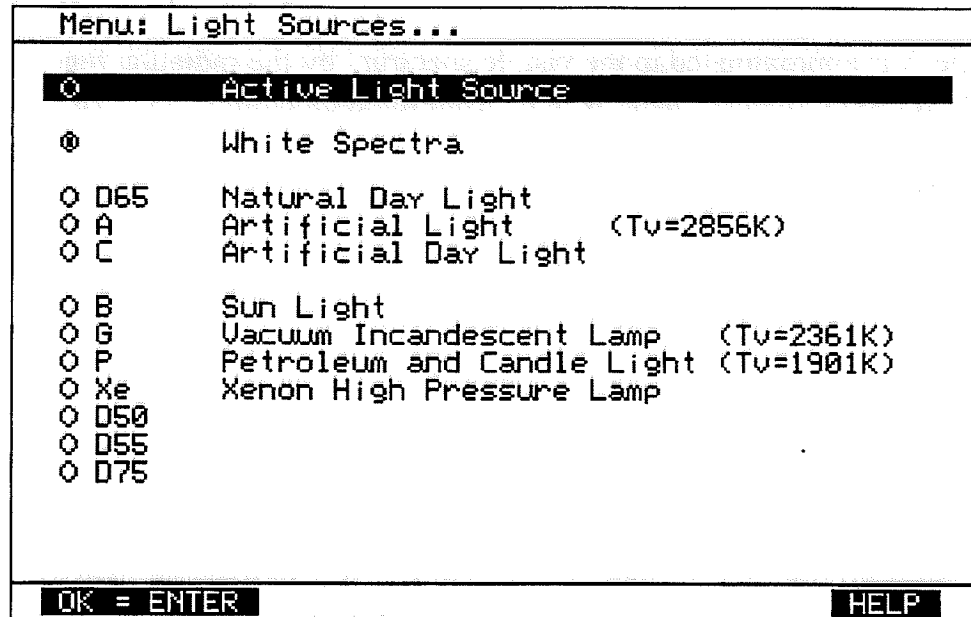 Menu: Light Sources...
O Active Light Source
White Spectra
O D65 Natural Day Light
O A Artificial Light (Tv=2856K)
O C Artificial Day Light
O B Sun Light
O G Vacuum Incandescent Lamp (Tv=2361K)
O P Petroleum and Candle Light (Tv=1901K)
O Xe Xenon High Pressure Lamp
O D50
O D55
O D75
OK = ENTER HELP